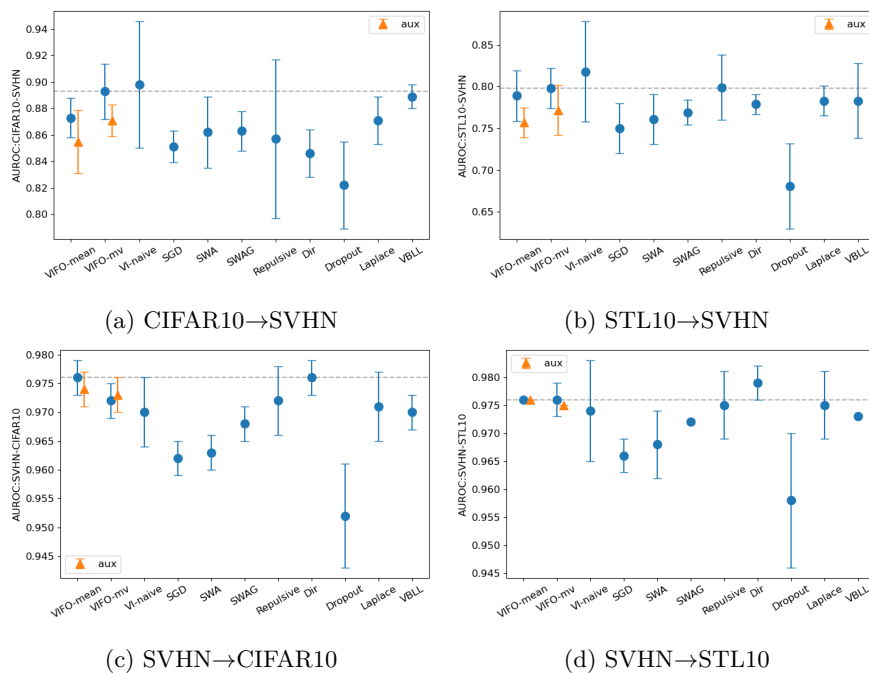 0.94
0.92
0.90
0.88
0.86
0.84
0.82
0.80
AUROC:CIFAR10-SVHN
aux
VIFO-mean
VIFO-mv
VI-naive
SGD
SWA
SWAG
Repulsive
Dir
Dropout
Laplace
VBLL
(a) CIFAR10→SVHN
0.85
0.80
0.75
0.70
0.65
AUROC:STL10-SVHN
aux
VIFO-mean
VIFO-mv
VI-naive
SGD
SWA
SWAG
Repulsive
Dir
Dropout
Laplace
VBLL
(b) STL10→SVHN
0.980
0.975
0.970
0.965
0.960
0.955
0.950
0.945
AUROC:SVHN-CIFAR10
aux
VIFO-mean
VIFO-mv
VI-naive
SGD
SWA
SWAG
Repulsive
Dir
Dropout
Laplace
VBLL
(c) SVHN→CIFAR10
0.980
0.975
0.970
0.965
0.960
0.955
0.950
0.945
AUROC:SVHN-STL10
aux
VIFO-mean
VIFO-mv
VI-naive
SGD
SWA
SWAG
Repulsive
Dir
Dropout
Laplace
VBLL
(d) SVHN→STL10